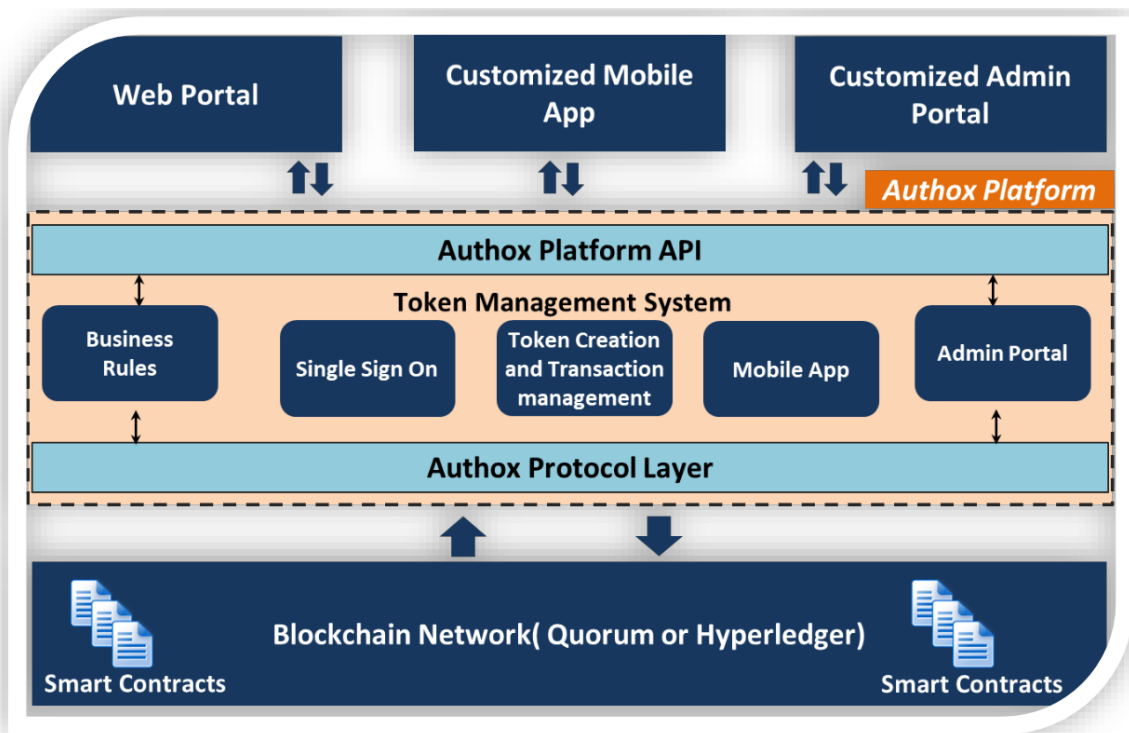 Web Portal
Customized Mobile
App
Customized Admin
Portal
Authox Platform
Authox Platform API
Token Management System
Business
Rules
Single Sign On
Token Creation
and Transaction
management
Mobile App
Admin Portal
Authox Protocol Layer
Blockchain Network( Quorum or Hyperledger)
Smart Contracts
Smart Contracts